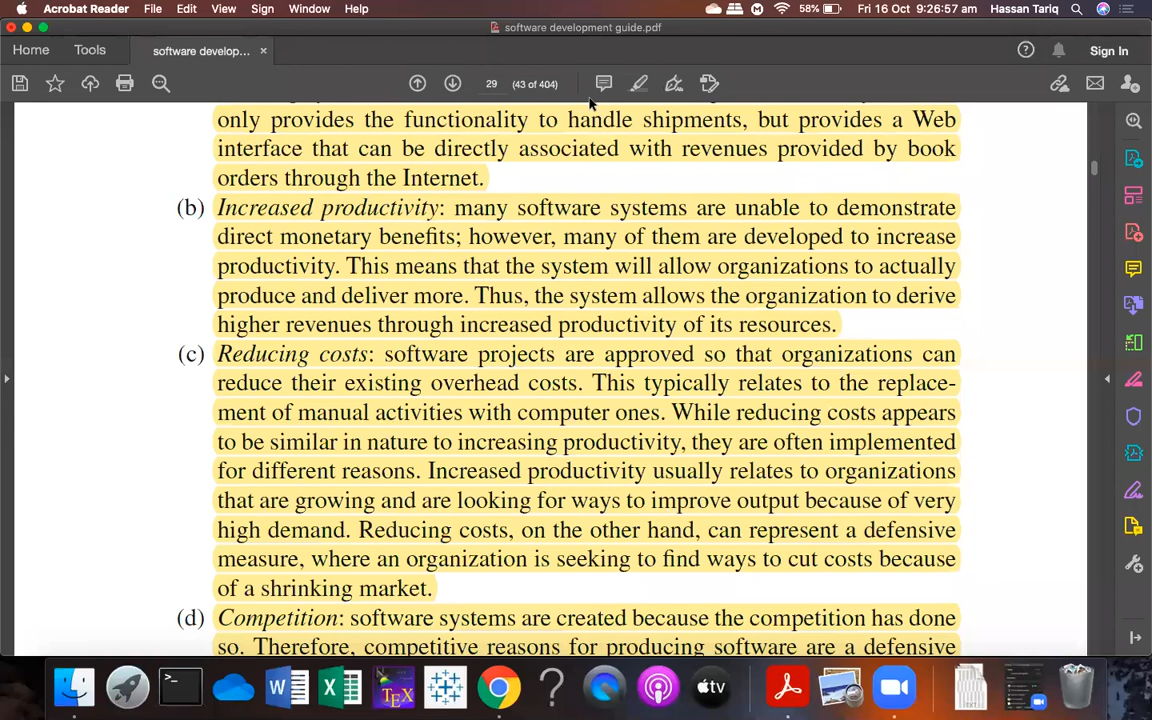 Acrobat Reader File Edit View Sign Window Help 58% Fri 16 Oct 9:26:57 am Hassan Tariq
software development guide.pdf
Home Tools software develop... × Sign In
29 (43 of 404)
only provides the functionality to handle shipments, but provides a Web
interface that can be directly associated with revenues provided by book
orders through the Internet.
(b) Increased productivity: many software systems are unable to demonstrate
direct monetary benefits; however, many of them are developed to increase
productivity. This means that the system will allow organizations to actually
produce and deliver more. Thus, the system allows the organization to derive
higher revenues through increased productivity of its resources.
(c) Reducing costs: software projects are approved so that organizations can
reduce their existing overhead costs. This typically relates to the replace-
ment of manual activities with computer ones. While reducing costs appears
to be similar in nature to increasing productivity, they are often implemented
for different reasons. Increased productivity usually relates to organizations
that are growing and are looking for ways to improve output because of very
high demand. Reducing costs, on the other hand, can represent a defensive
measure, where an organization is seeking to find ways to cut costs because
of a shrinking market.
(d) Competition: software systems are created because the competition has done
so. Therefore, competitive reasons for producing software are a defensive
tv